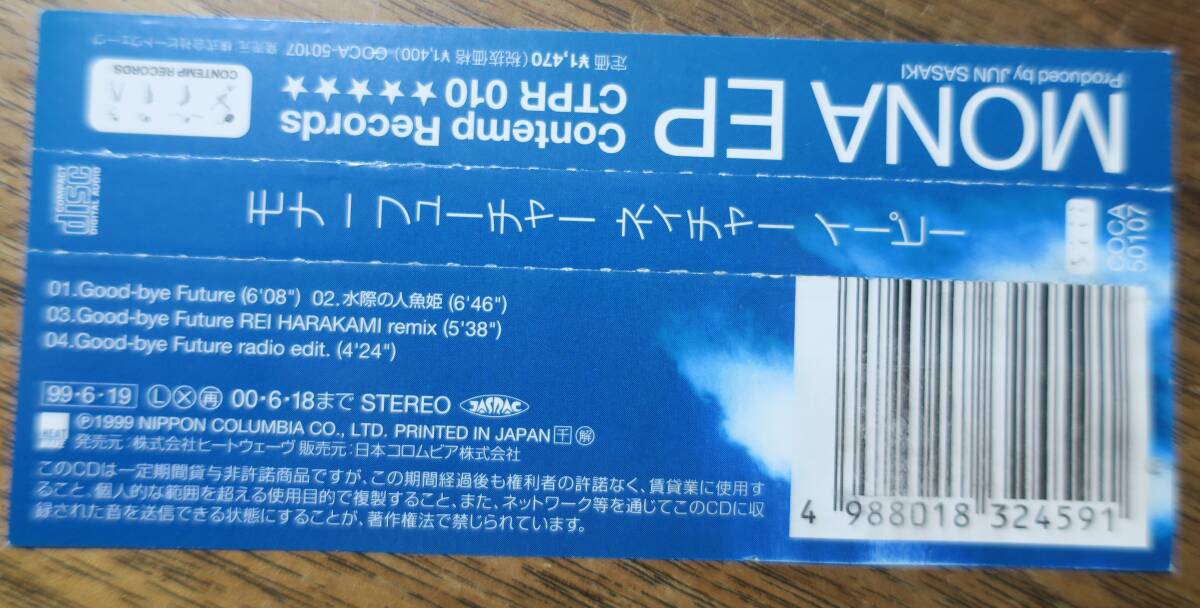 MONA EP
Produced by JUN SASAKI
Contemp Records
CTPR 010 ★★★★★★
定価 ¥1,470 (税抜価格 ¥1,400) COCA-50107 発売元 株式会社ヒートウェーヴ
CONTEMP RECORDS
COMPACT
disc
DIGITAL AUDIO
モナー フューチャー ネイチャー イーピー
COCA
50107
01.Good-bye Future (6'08") 02.水際の人魚姫 (6'46")
03.Good-bye Future REI HARAKAMI remix (5'38")
04.Good-bye Future radio edit. (4'24")
99・6・19 Ⓛ Ⓧ 再 00・6・18まで STEREO JASRAC
Ⓟ1999 NIPPON COLUMBIA CO., LTD. PRINTED IN JAPAN 干 解
発売元:株式会社ヒートウェーヴ 販売元:日本コロムビア株式会社
このCDは一定期間貸与非許諾商品ですが、この期間経過後も権利者の許諾なく、賃貸業に使用す
ること、個人的な範囲を超える使用目的で複製すること、また、ネットワーク等を通じてこのCDに収
録された音を送信できる状態にすることが、著作権法で禁じられています。
4 988018 324591